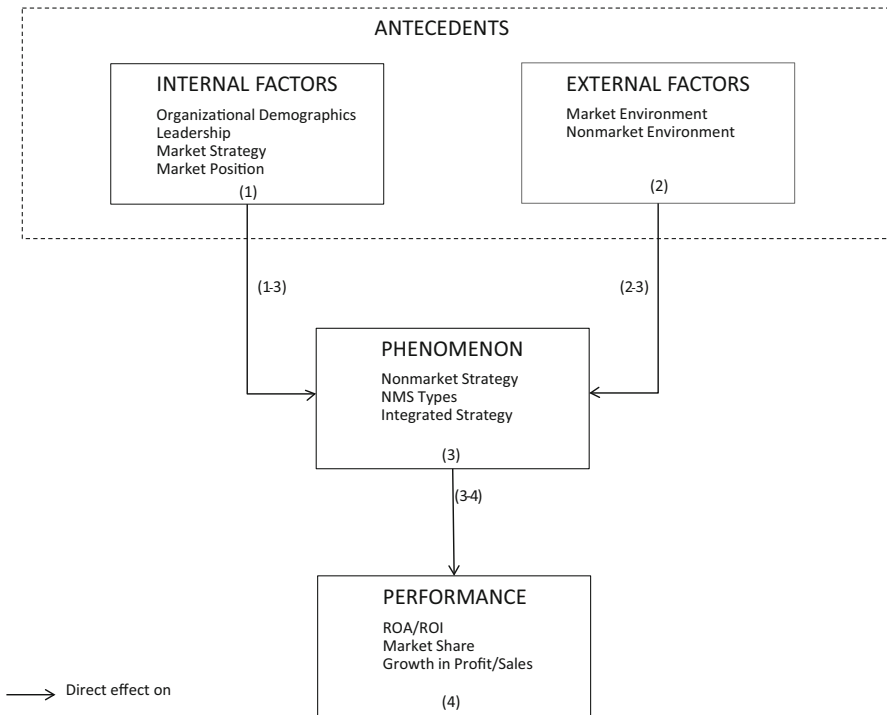 ANTECEDENTS
INTERNAL FACTORS
Organizational Demographics
Leadership
Market Strategy
Market Position
(1)
EXTERNAL FACTORS
Market Environment
Nonmarket Environment
(2)
(1-3)
(2-3)
PHENOMENON
Nonmarket Strategy
NMS Types
Integrated Strategy
(3)
(3-4)
PERFORMANCE
ROA/ROI
Market Share
Growth in Profit/Sales
(4)
Direct effect on